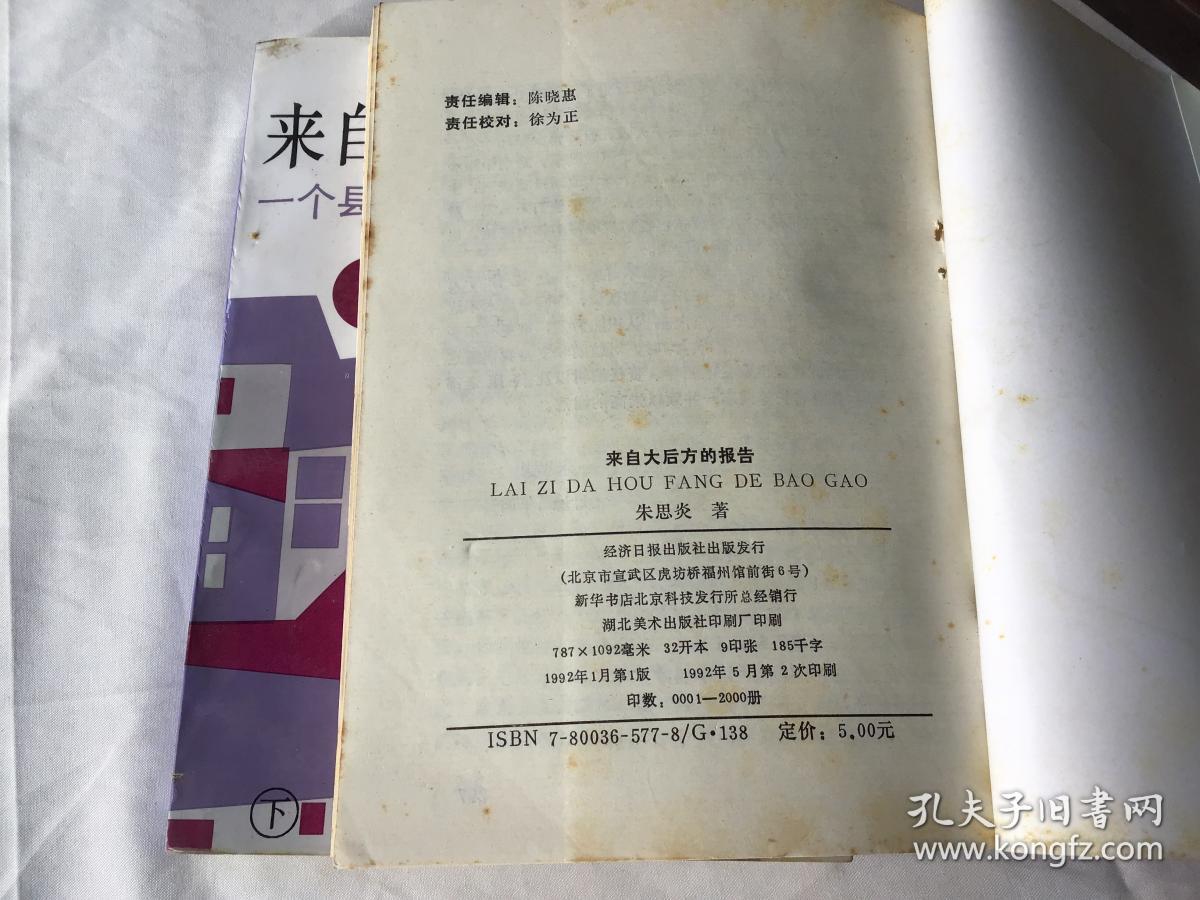 来自
一个县
下
责任编辑：陈晓惠
责任校对：徐为正
来自大后方的报告
LAI ZI DA HOU FANG DE BAO GAO
朱思炎 著
经济日报出版社出版发行
(北京市宣武区虎坊桥福州馆前街6号)
新华书店北京科技发行所总经销行
湖北美术出版社印刷厂印刷
787×1092毫米 32开本 9印张 185千字
1992年1月第1版 1992年5月第2次印刷
印数：0001—2000册
ISBN 7-80036-577-8/G·138 定价：5.00元
孔夫子旧书网
www.kongfz.com